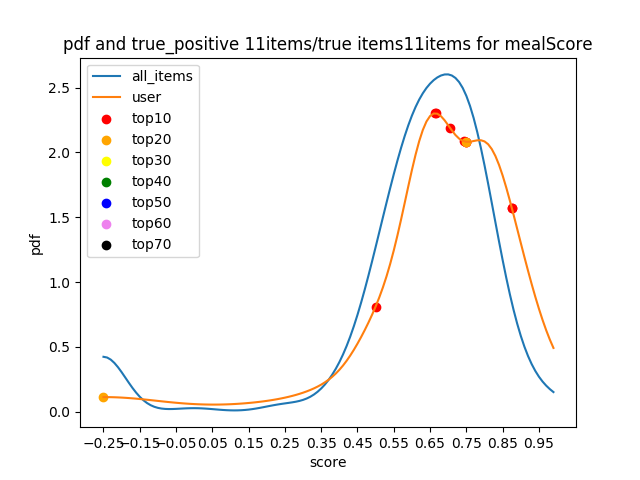 pdf and true_positive 11items/true items11items for mealScore
all_items
user
top10
top20
top30
top40
top50
top60
top70
pdf
2.5
2.0
1.5
1.0
0.5
0.0
−0.25 −0.15 −0.05 0.05 0.15 0.25 0.35 0.45 0.55 0.65 0.75 0.85 0.95
score